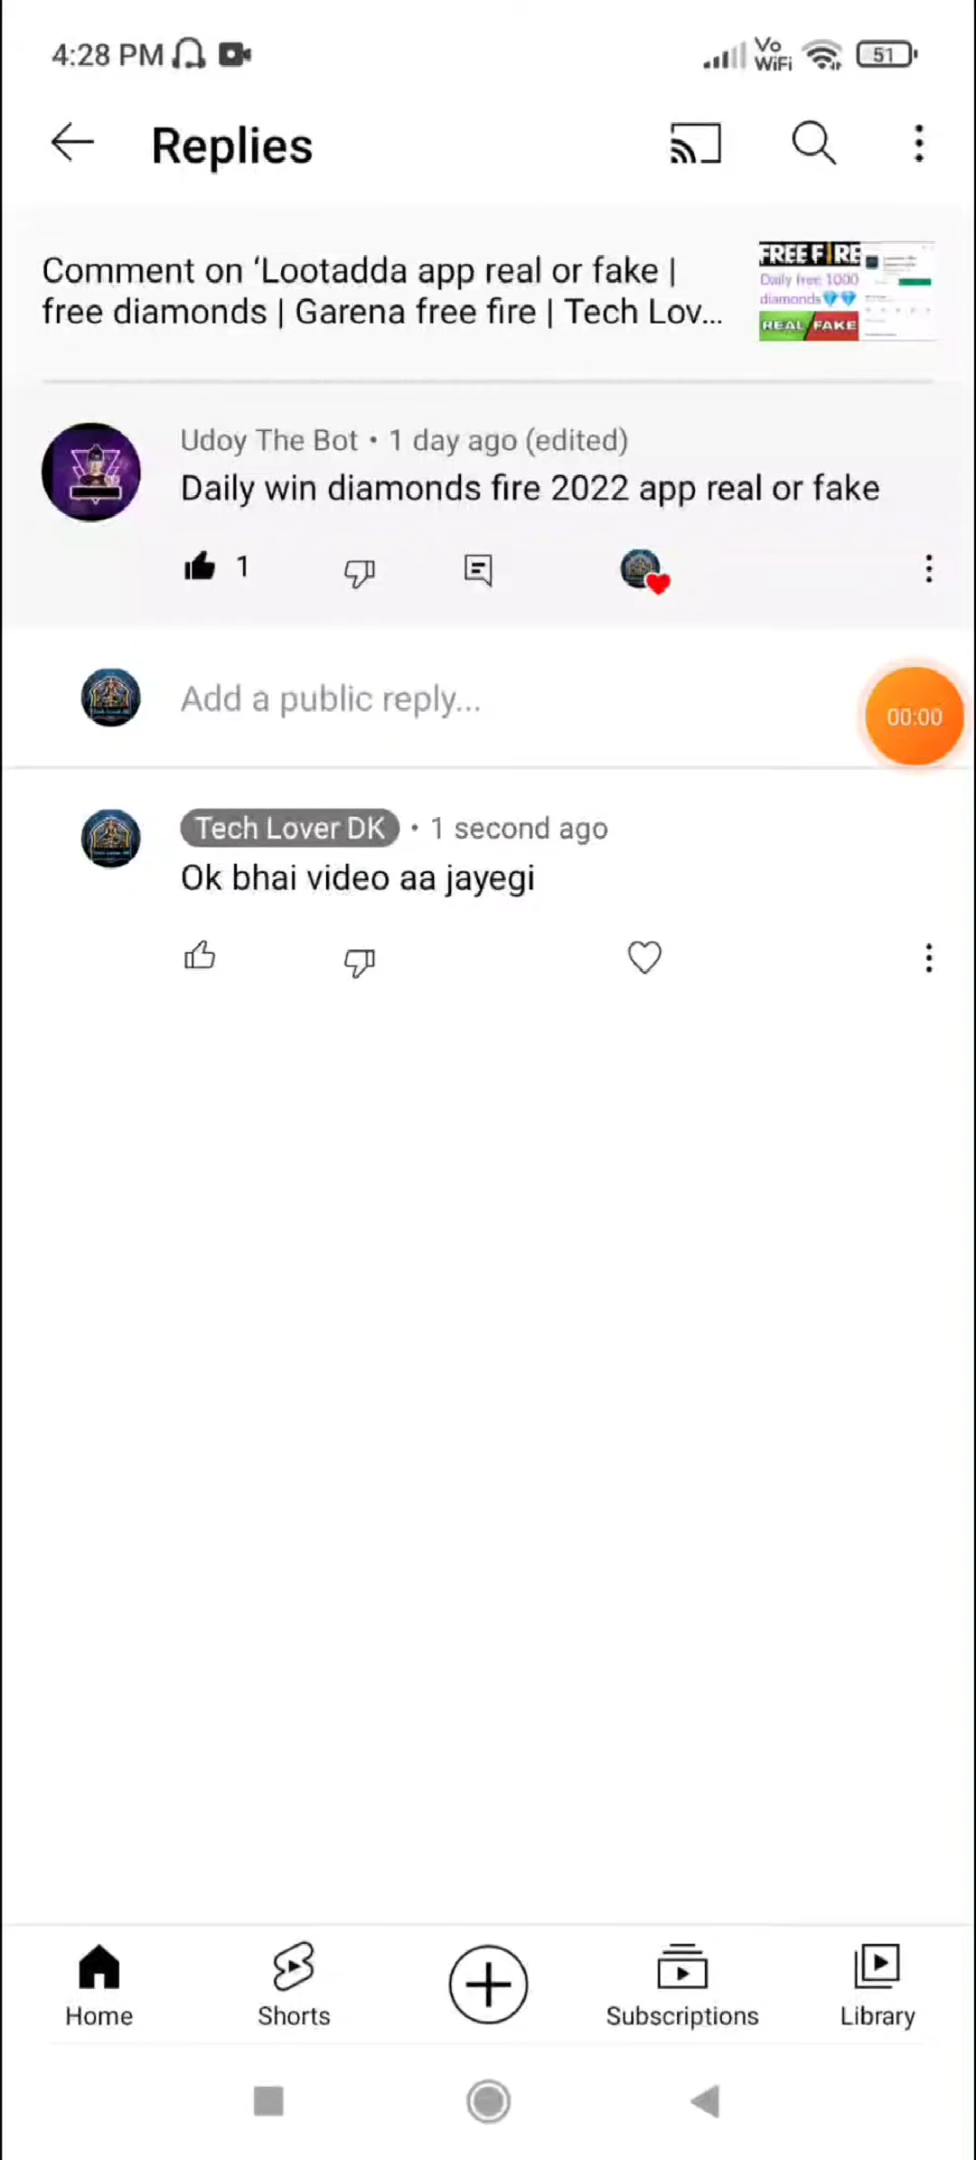 4:28 PM
Vo
WiFi
51
Replies
Comment on ‘Lootadda app real or fake |
free diamonds | Garena free fire | Tech Lov...
FREE FIRE
Daily free 1000
diamonds💎💎
REAL FAKE
Udoy The Bot • 1 day ago (edited)
Daily win diamonds fire 2022 app real or fake
1
Add a public reply...
00:00
Tech Lover DK • 1 second ago
Ok bhai video aa jayegi
Home
Shorts
Subscriptions
Library